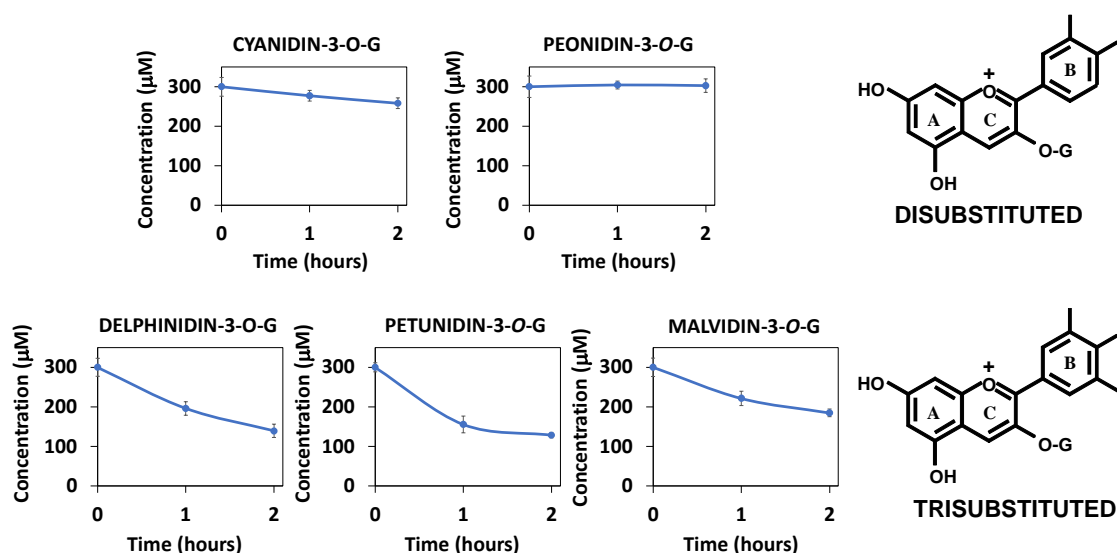 CYANIDIN-3-O-G
Concentration (µM)
300
200
100
0
0 1 2
Time (hours)
PEONIDIN-3-O-G
Concentration (µM)
300
200
100
0
0 1 2
Time (hours)
HO
A
+
O
C
B
O-G
OH
DISUBSTITUTED
DELPHINIDIN-3-O-G
Concentration (µM)
300
200
100
0
0 1 2
Time (hours)
PETUNIDIN-3-O-G
Concentration (µM)
300
200
100
0
0 1 2
Time (hours)
MALVIDIN-3-O-G
Concentration (µM)
300
200
100
0
0 1 2
Time (hours)
HO
A
+
O
C
B
O-G
OH
TRISUBSTITUTED